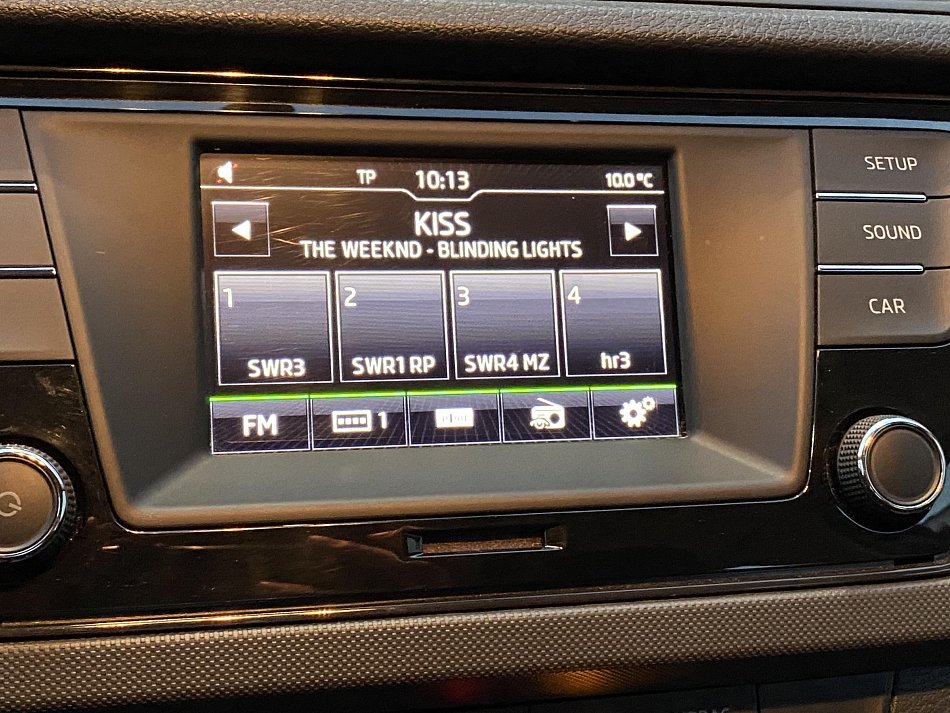 TP 10:13 10.0°C
KISS
THE WEEKND - BLINDING LIGHTS
1 2 3 4
SWR3 SWR1 RP SWR4 MZ hr3
FM 1
SETUP
SOUND
CAR